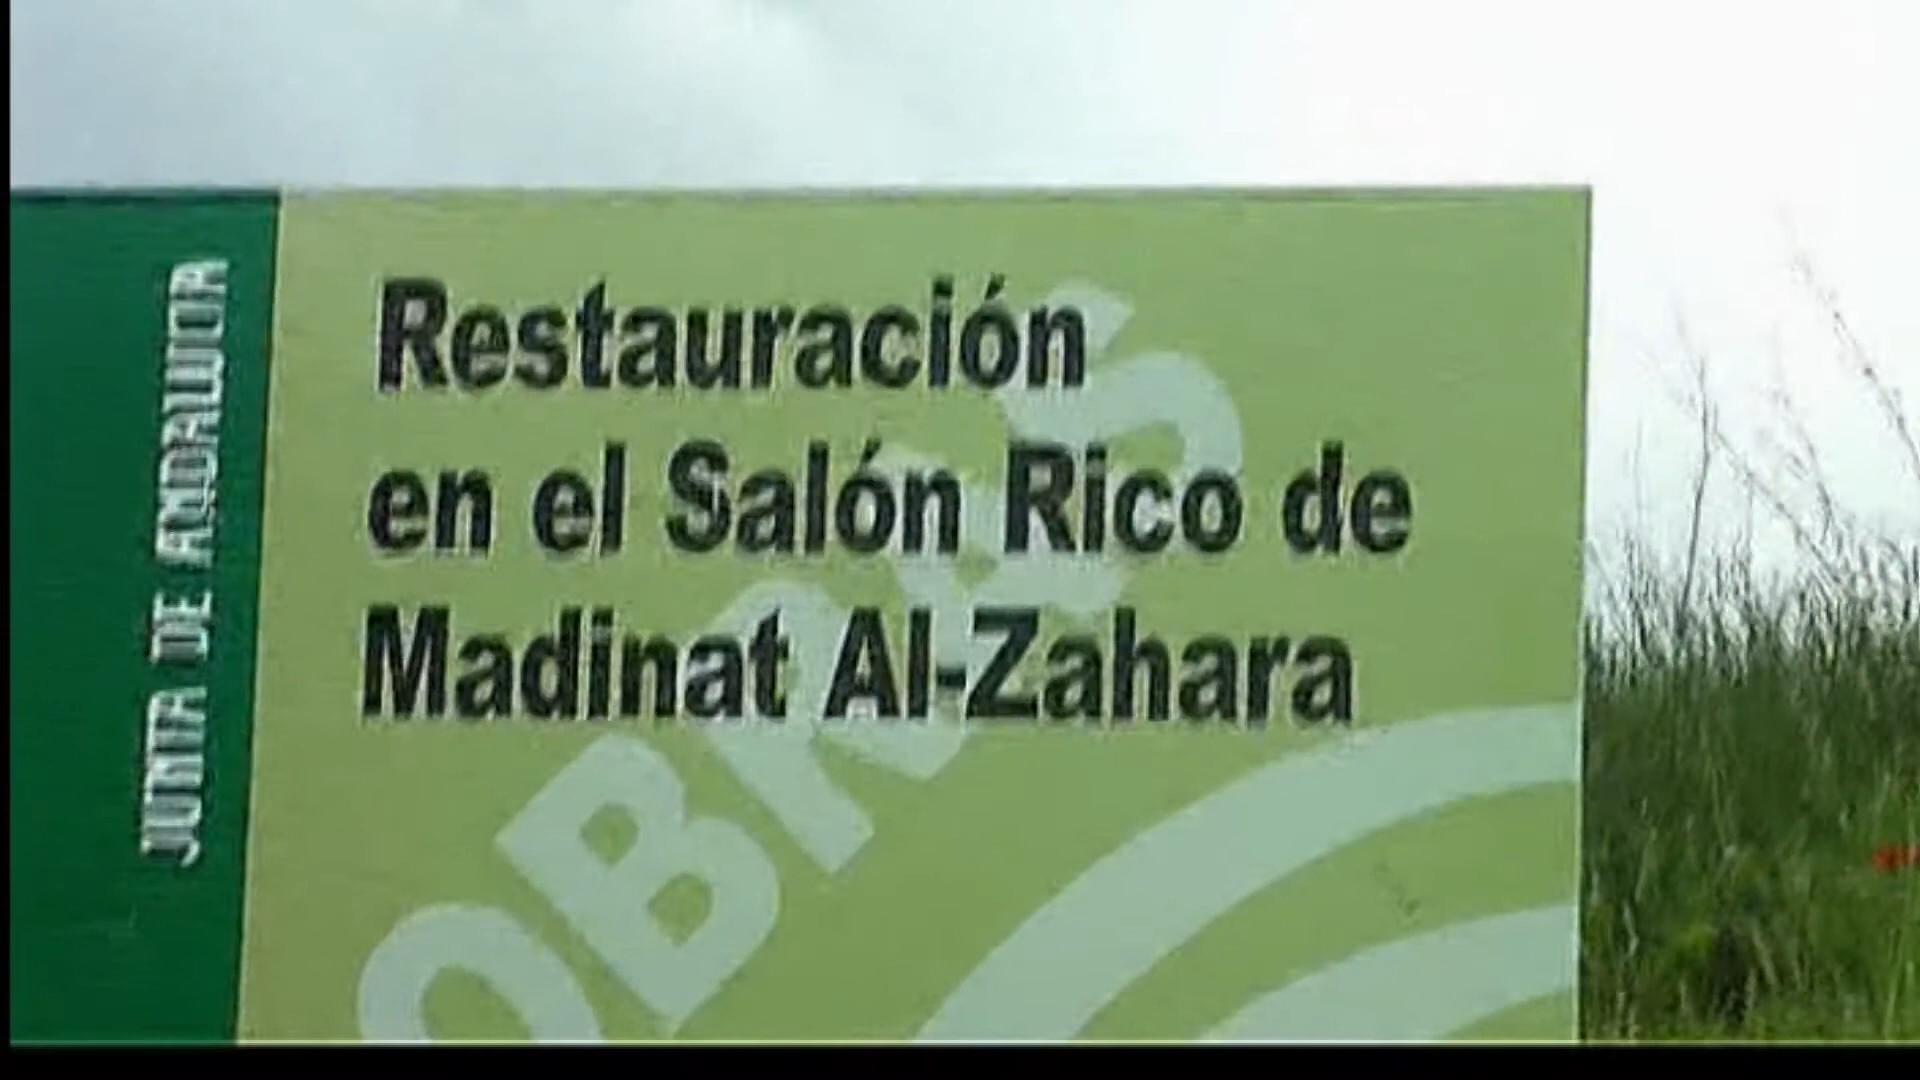 JUNTA DE ANDALUCIA
Restauración
en el Salón Rico de
Madinat Al-Zahara
OBRAS